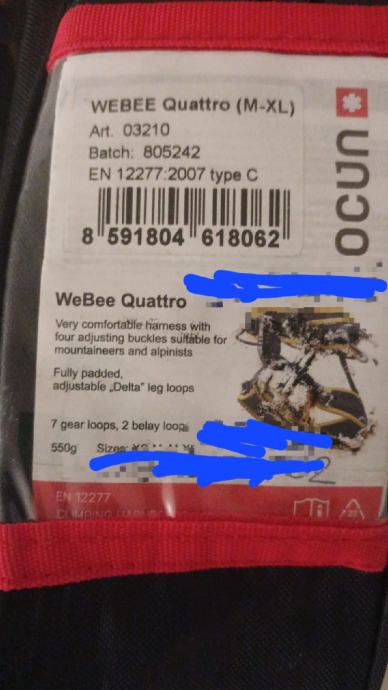 WEBEE Quattro (M-XL)
Art. 03210
Batch: 805242
EN 12277:2007 type C
8 591804 618062
OCUN
WeBee Quattro
Very comfortable harness with
four adjusting buckles suitable for
mountaineers and alpinists
Fully padded,
adjustable „Delta" leg loops
7 gear loops, 2 belay loop
550g Sizes:
EN 12277
CLIMBING